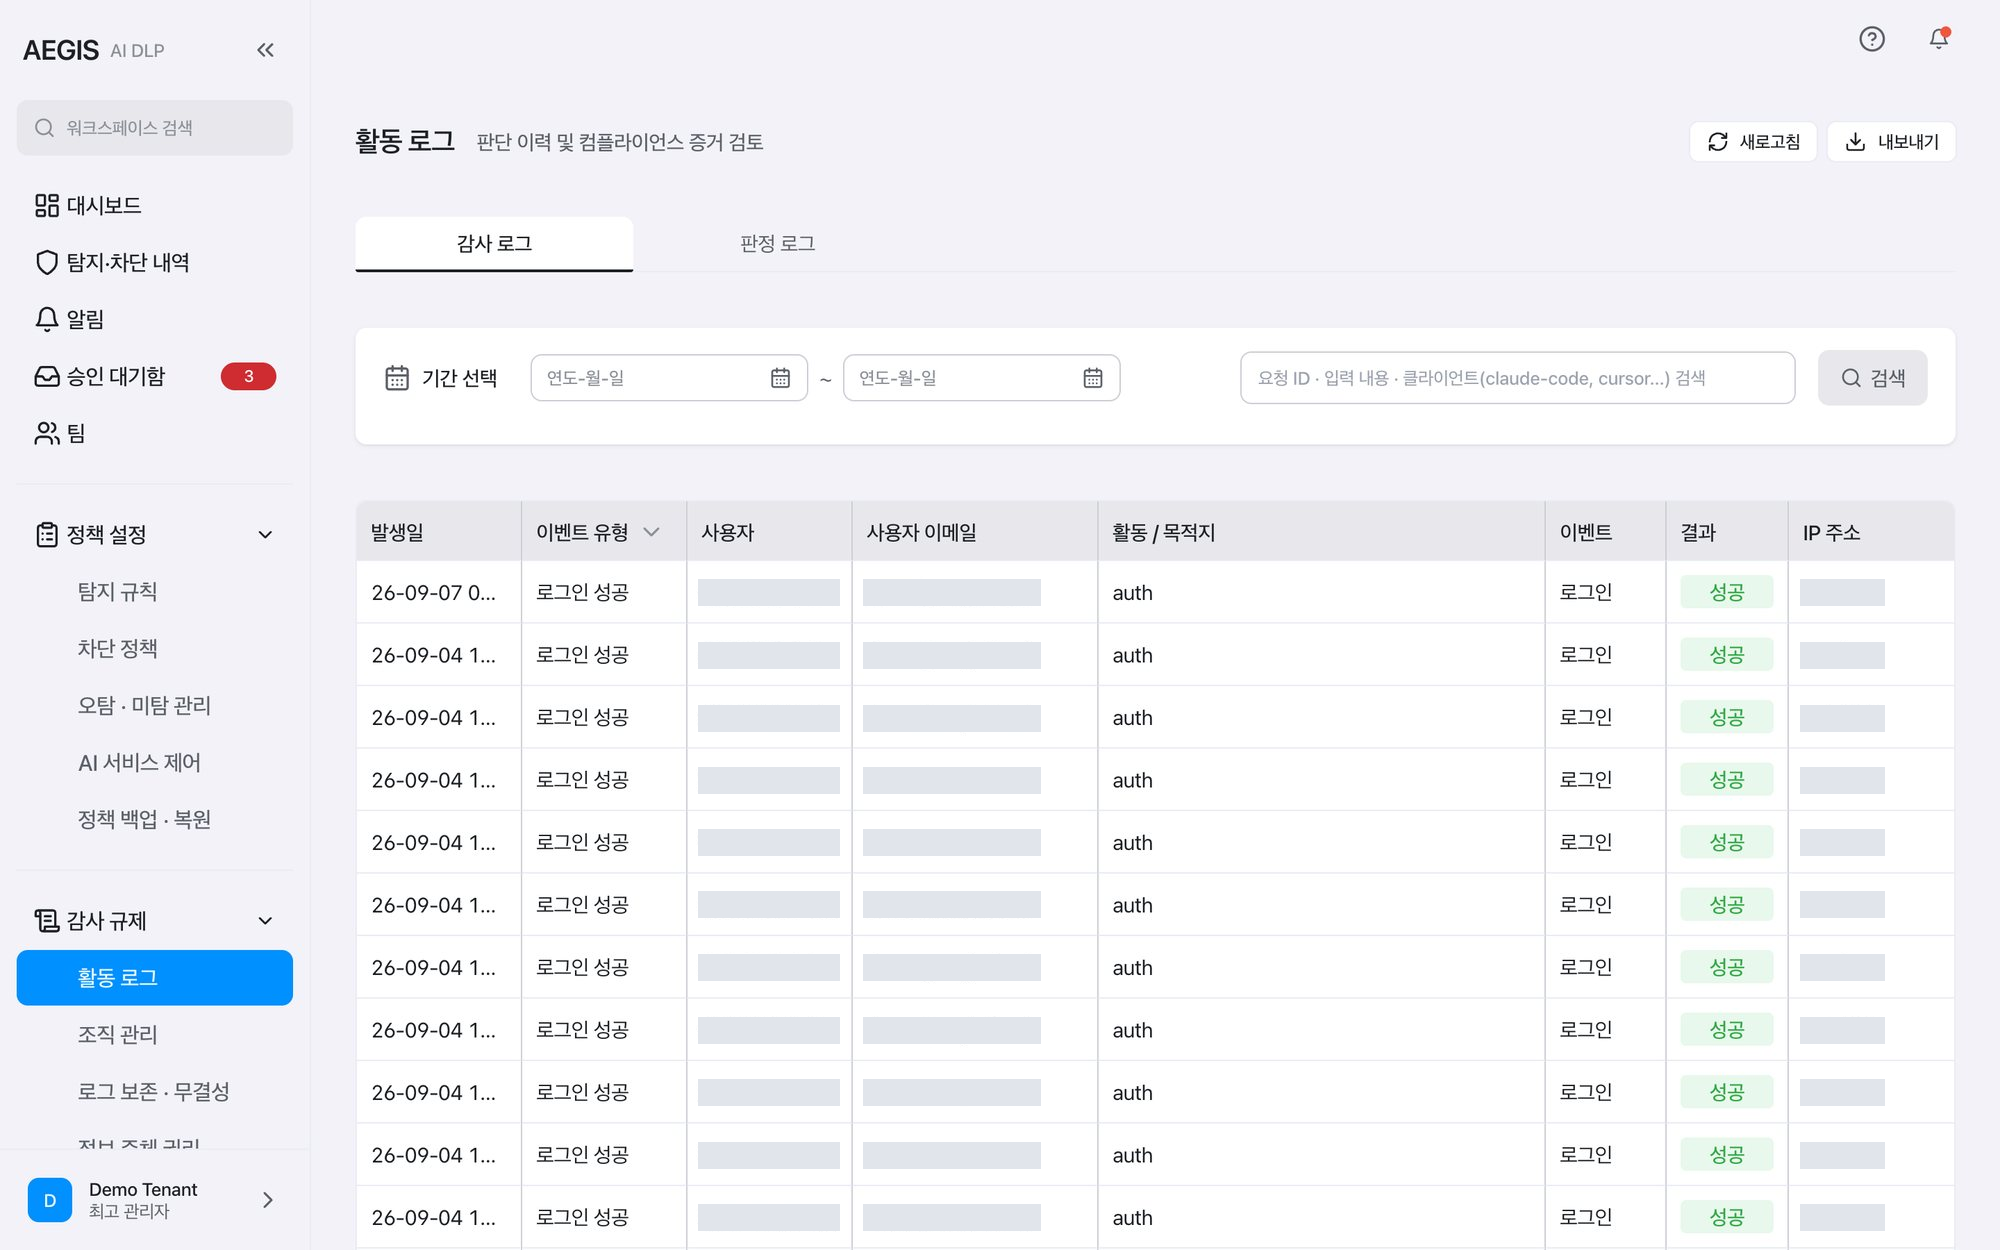 AEGIS AI DLP
워크스페이스 검색
대시보드
탐지·차단 내역
알림
승인 대기함 3
팀
정책 설정
탐지 규칙
차단 정책
오탐 · 미탐 관리
AI 서비스 제어
정책 백업 · 복원
감사 규제
활동 로그
조직 관리
로그 보존 · 무결성
D Demo Tenant
최고 관리자
활동 로그 판단 이력 및 컴플라이언스 증거 검토
새로고침 내보내기
감사 로그 판정 로그
기간 선택 연도-월-일 ~ 연도-월-일 요청 ID · 입력 내용 · 클라이언트(claude-code, cursor...) 검색 검색
발생일 이벤트 유형 사용자 사용자 이메일 활동 / 목적지 이벤트 결과 IP 주소
26-09-07 0... 로그인 성공 auth 로그인 성공
26-09-04 1... 로그인 성공 auth 로그인 성공
26-09-04 1... 로그인 성공 auth 로그인 성공
26-09-04 1... 로그인 성공 auth 로그인 성공
26-09-04 1... 로그인 성공 auth 로그인 성공
26-09-04 1... 로그인 성공 auth 로그인 성공
26-09-04 1... 로그인 성공 auth 로그인 성공
26-09-04 1... 로그인 성공 auth 로그인 성공
26-09-04 1... 로그인 성공 auth 로그인 성공
26-09-04 1... 로그인 성공 auth 로그인 성공
26-09-04 1... 로그인 성공 auth 로그인 성공